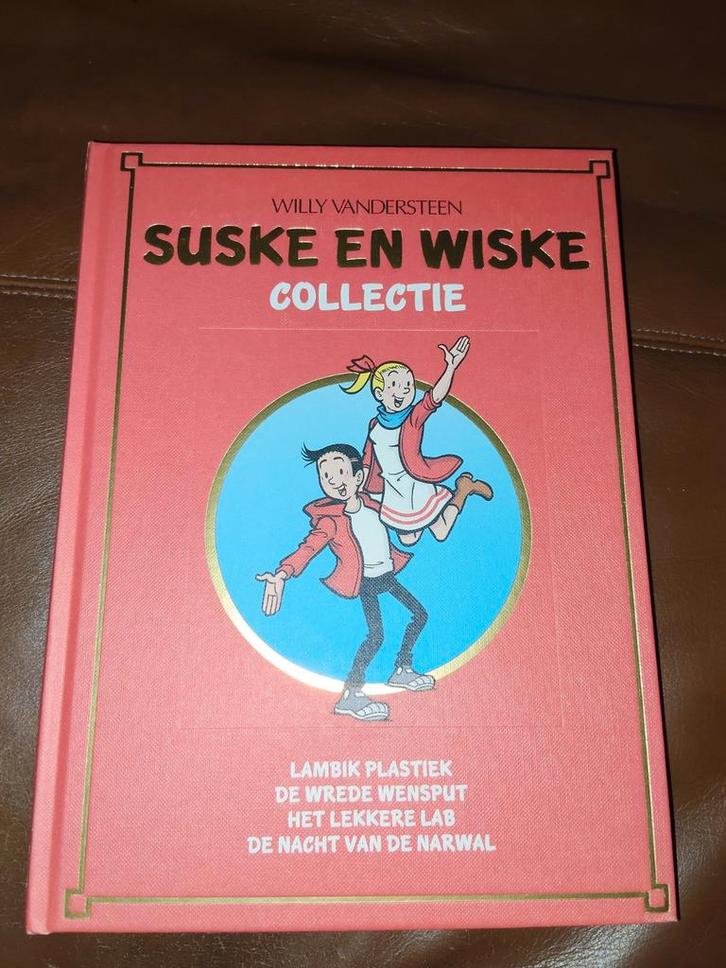 WILLY VANDERSTEEN
SUSKE EN WISKE
COLLECTIE
LAMBIK PLASTIEK
DE WREDE WENSPUT
HET LEKKERE LAB
DE NACHT VAN DE NARWAL